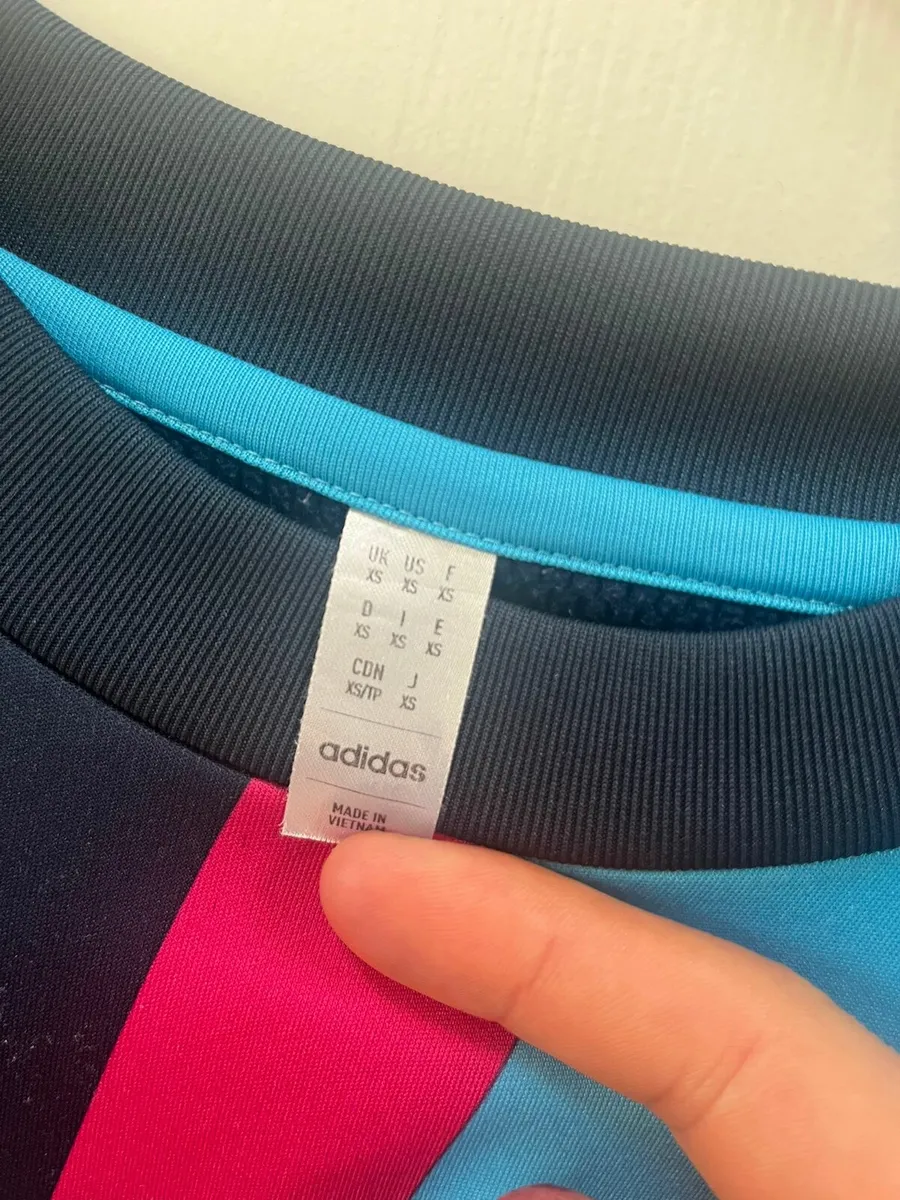 UK US F
XS XS XS
D I E
XS XS XS
CDN J
XS/TP XS
adidas
MADE IN
VIETNAM